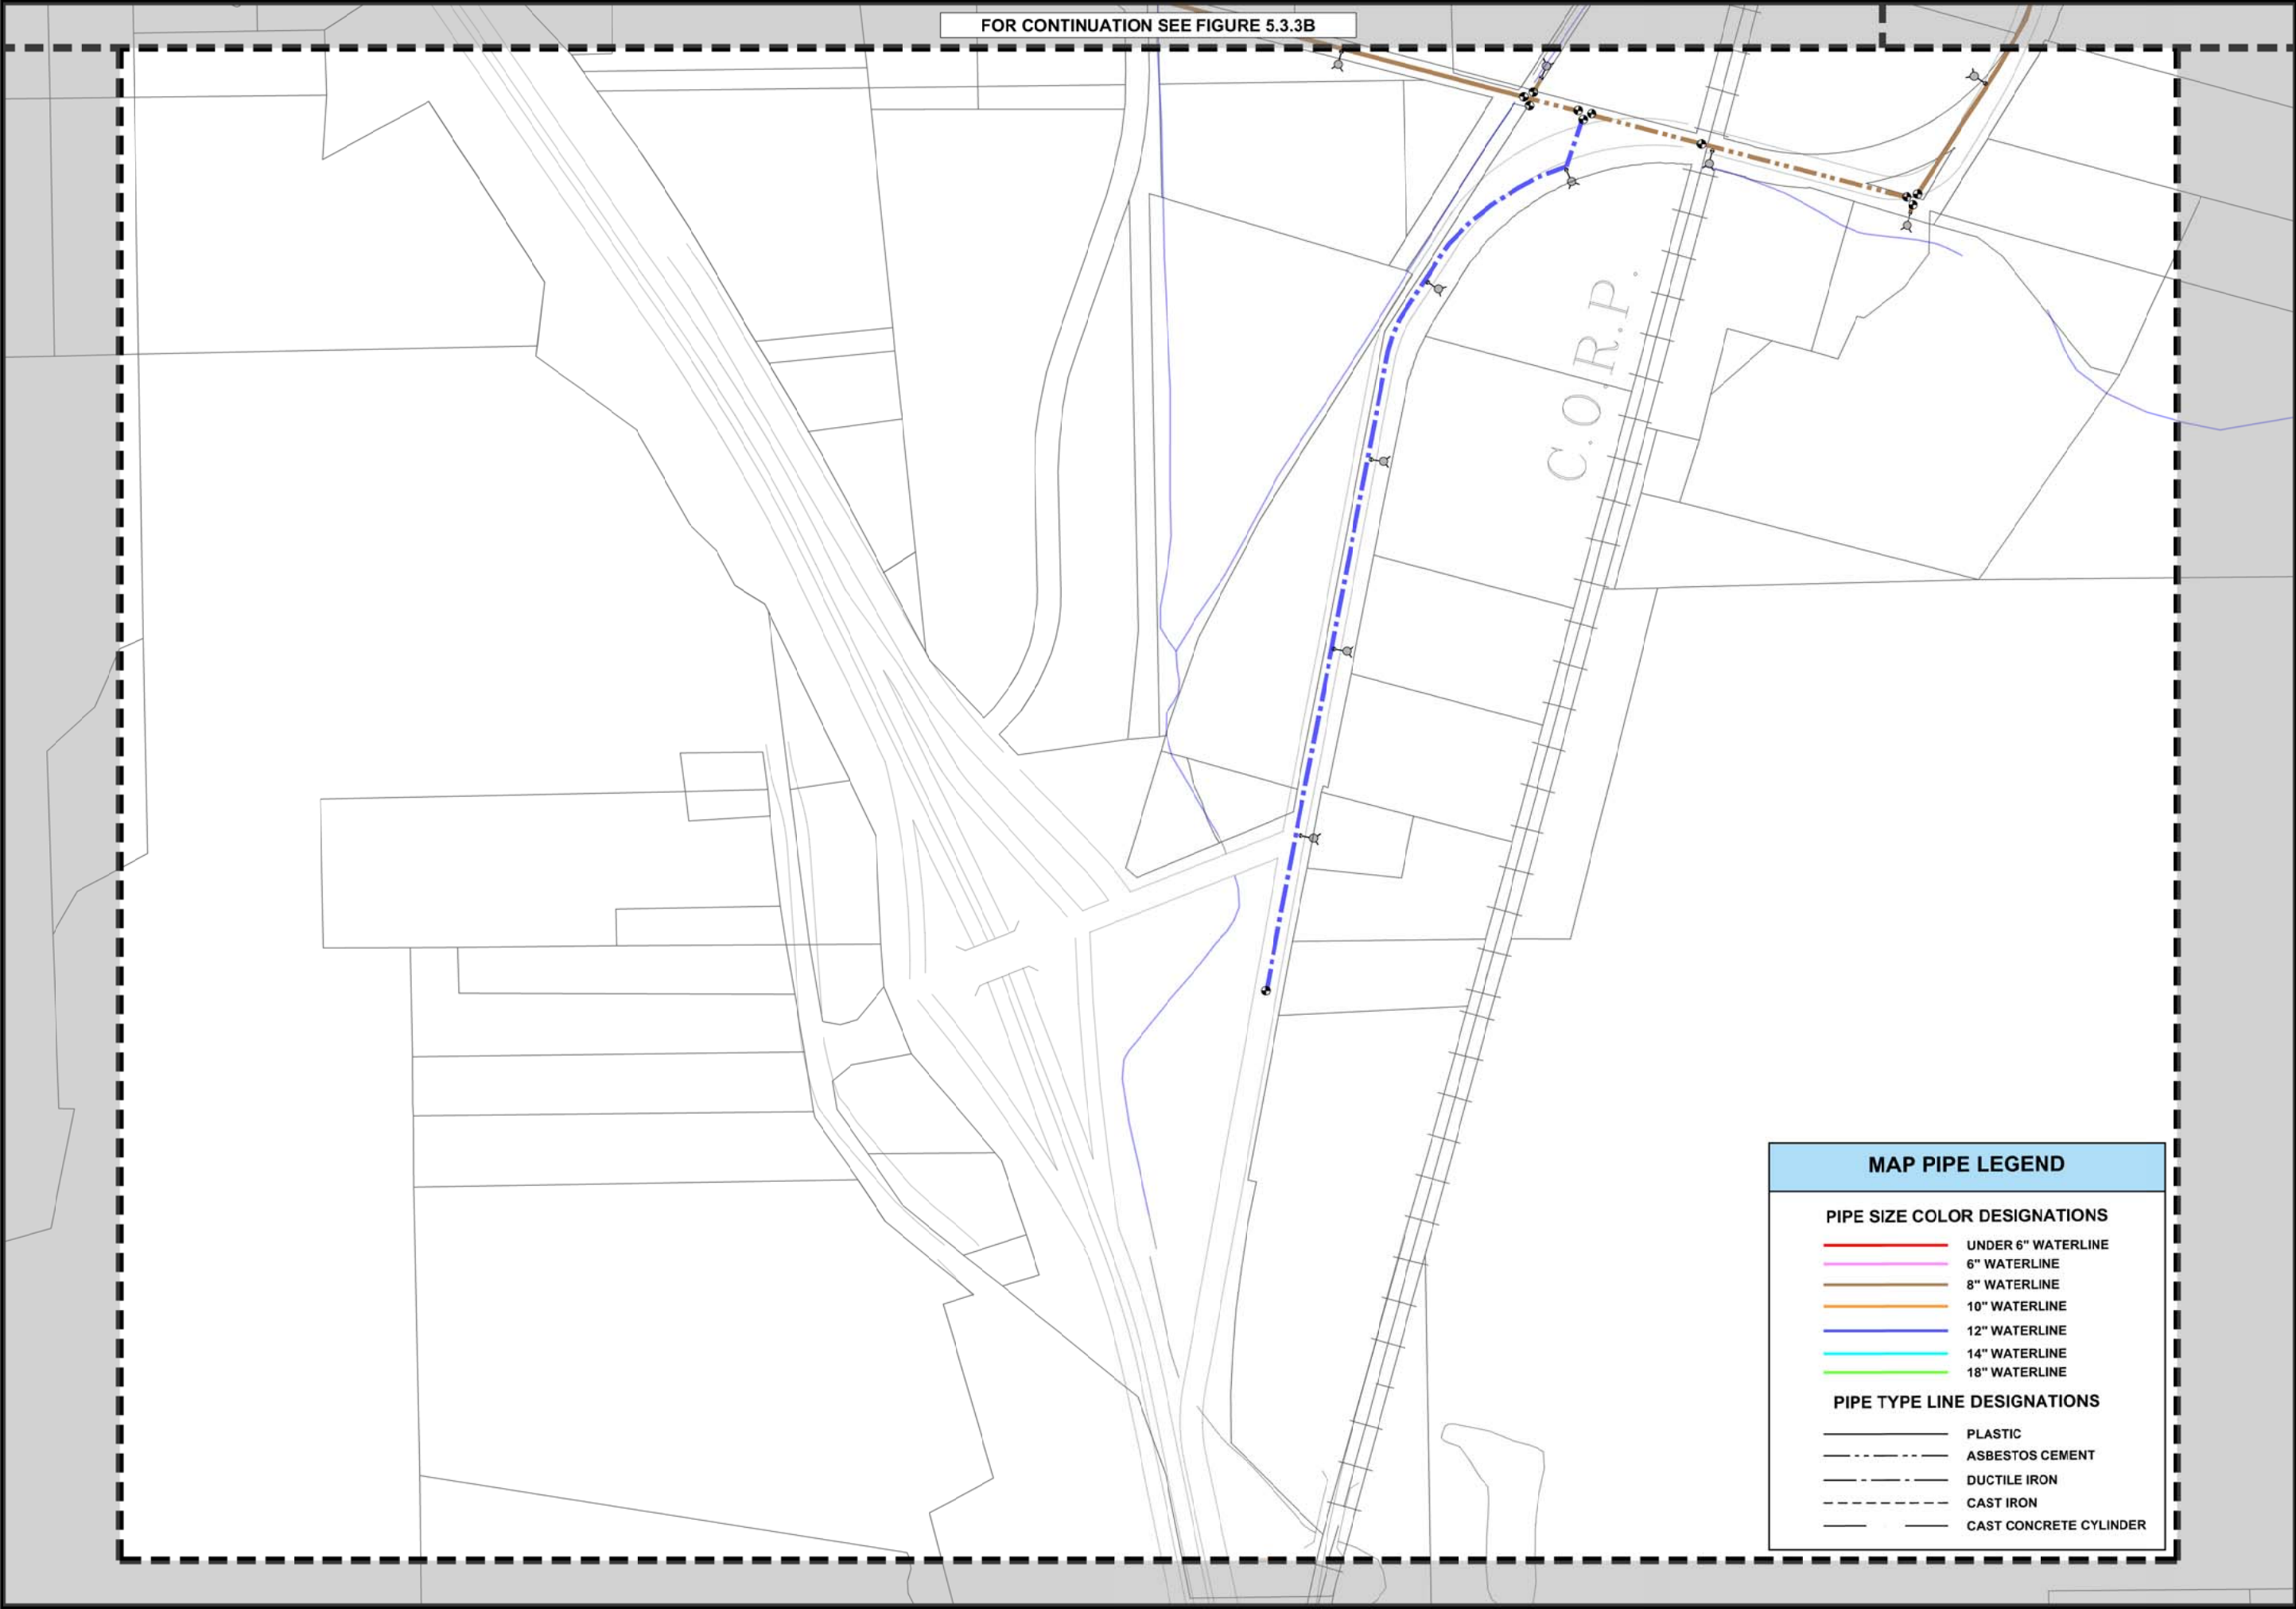 FOR CONTINUATION SEE FIGURE 5.3.3B
C.O.R.P.
MAP PIPE LEGEND
PIPE SIZE COLOR DESIGNATIONS
UNDER 6" WATERLINE
6" WATERLINE
8" WATERLINE
10" WATERLINE
12" WATERLINE
14" WATERLINE
18" WATERLINE
PIPE TYPE LINE DESIGNATIONS
PLASTIC
ASBESTOS CEMENT
DUCTILE IRON
CAST IRON
CAST CONCRETE CYLINDER